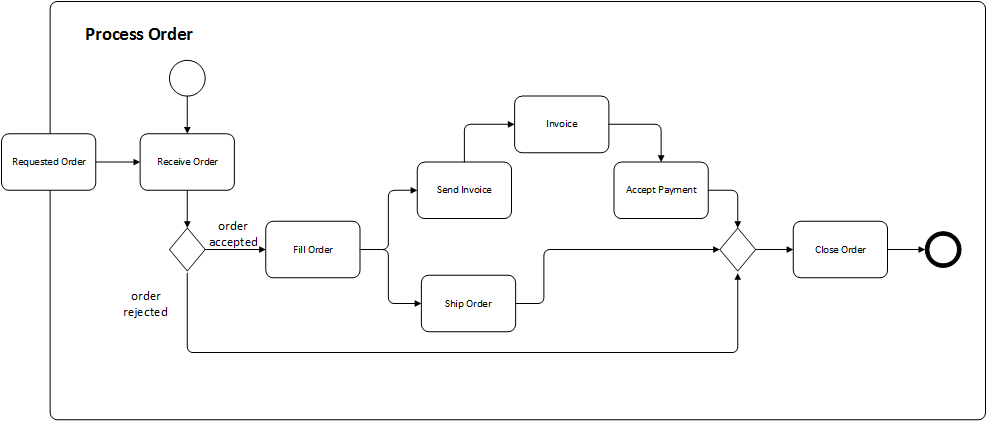 Process Order
Invoice
Requested Order
Receive Order
Send Invoice
Accept Payment
order
accepted
Fill Order
Close Order
order
rejected
Ship Order